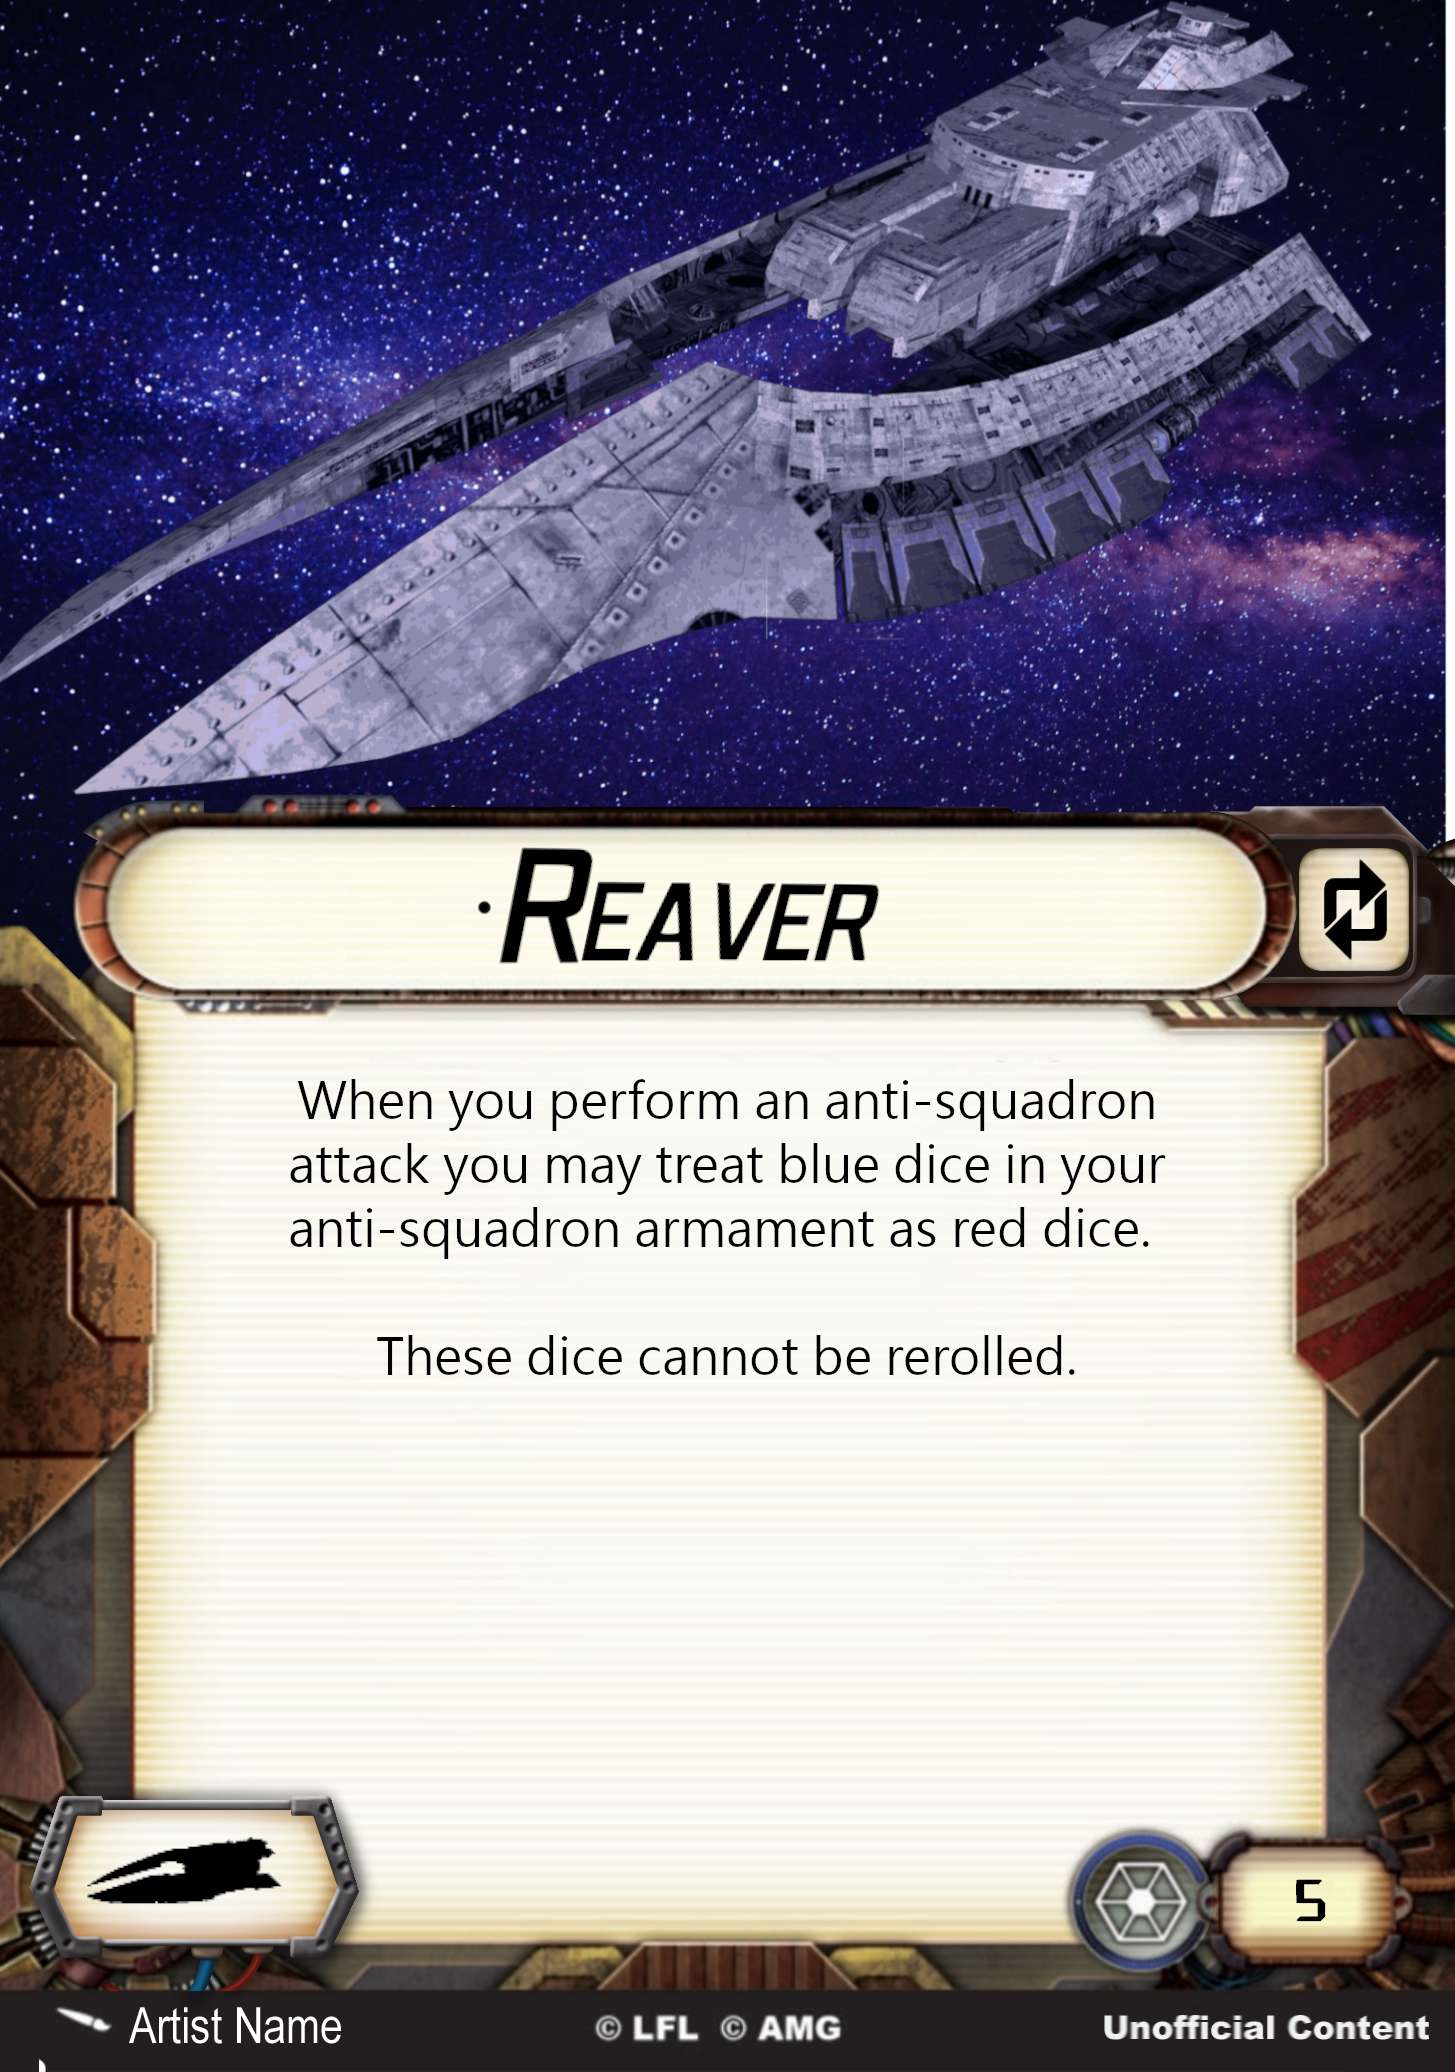 ·Reaver
When you perform an anti-squadron
attack you may treat blue dice in your
anti-squadron armament as red dice.
These dice cannot be rerolled.
5
Artist Name
© LFL © AMG
Unofficial Content